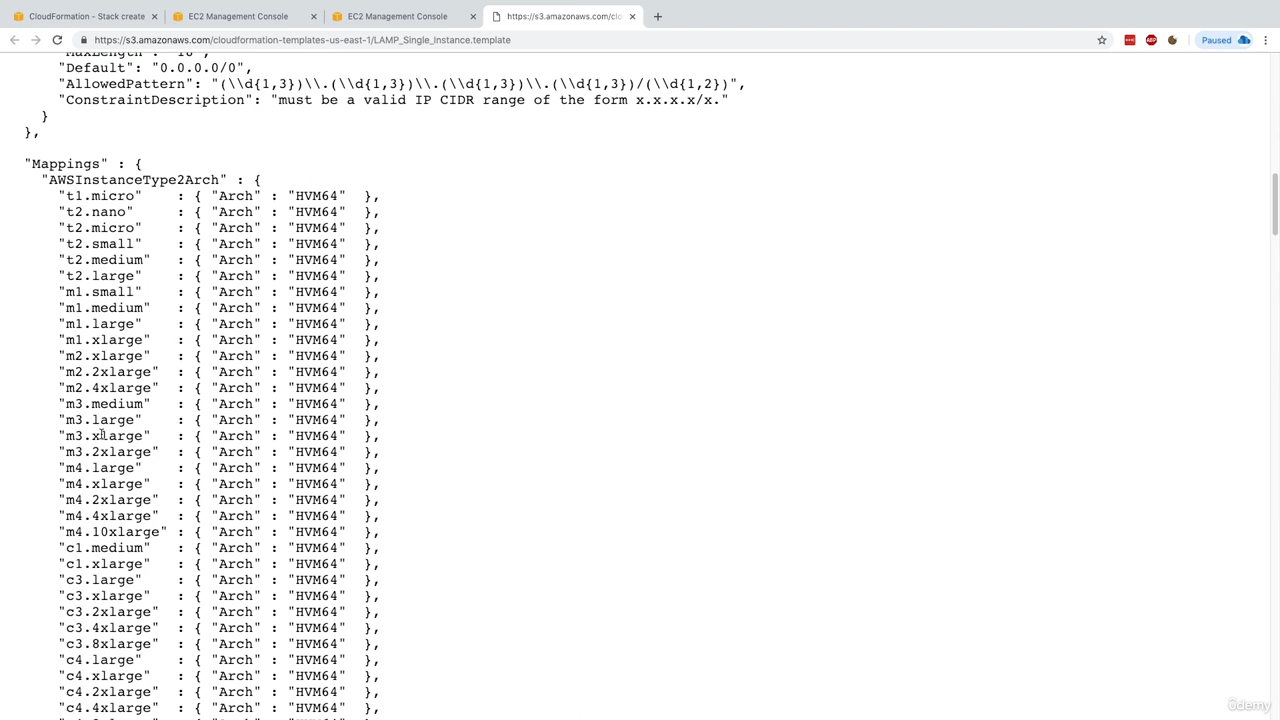 CloudFormation - Stack create
EC2 Management Console
EC2 Management Console
https://s3.amazonaws.com/clo
https://s3.amazonaws.com/cloudformation-templates-us-east-1/LAMP_Single_Instance.template
ABP
Paused
"MaxLength": "18",
"Default": "0.0.0.0/0",
"AllowedPattern": "(\\d{1,3})\\.(\\d{1,3})\\.(\\d{1,3})\\.(\\d{1,3})/(\\d{1,2})",
"ConstraintDescription": "must be a valid IP CIDR range of the form x.x.x.x/x."
}
},
"Mappings" : {
"AWSInstanceType2Arch" : {
"t1.micro" : { "Arch" : "HVM64" },
"t2.nano" : { "Arch" : "HVM64" },
"t2.micro" : { "Arch" : "HVM64" },
"t2.small" : { "Arch" : "HVM64" },
"t2.medium" : { "Arch" : "HVM64" },
"t2.large" : { "Arch" : "HVM64" },
"m1.small" : { "Arch" : "HVM64" },
"m1.medium" : { "Arch" : "HVM64" },
"m1.large" : { "Arch" : "HVM64" },
"m1.xlarge" : { "Arch" : "HVM64" },
"m2.xlarge" : { "Arch" : "HVM64" },
"m2.2xlarge" : { "Arch" : "HVM64" },
"m2.4xlarge" : { "Arch" : "HVM64" },
"m3.medium" : { "Arch" : "HVM64" },
"m3.large" : { "Arch" : "HVM64" },
"m3.xlarge" : { "Arch" : "HVM64" },
"m3.2xlarge" : { "Arch" : "HVM64" },
"m4.large" : { "Arch" : "HVM64" },
"m4.xlarge" : { "Arch" : "HVM64" },
"m4.2xlarge" : { "Arch" : "HVM64" },
"m4.4xlarge" : { "Arch" : "HVM64" },
"m4.10xlarge" : { "Arch" : "HVM64" },
"c1.medium" : { "Arch" : "HVM64" },
"c1.xlarge" : { "Arch" : "HVM64" },
"c3.large" : { "Arch" : "HVM64" },
"c3.xlarge" : { "Arch" : "HVM64" },
"c3.2xlarge" : { "Arch" : "HVM64" },
"c3.4xlarge" : { "Arch" : "HVM64" },
"c3.8xlarge" : { "Arch" : "HVM64" },
"c4.large" : { "Arch" : "HVM64" },
"c4.xlarge" : { "Arch" : "HVM64" },
"c4.2xlarge" : { "Arch" : "HVM64" },
"c4.4xlarge" : { "Arch" : "HVM64" },
ûdemy